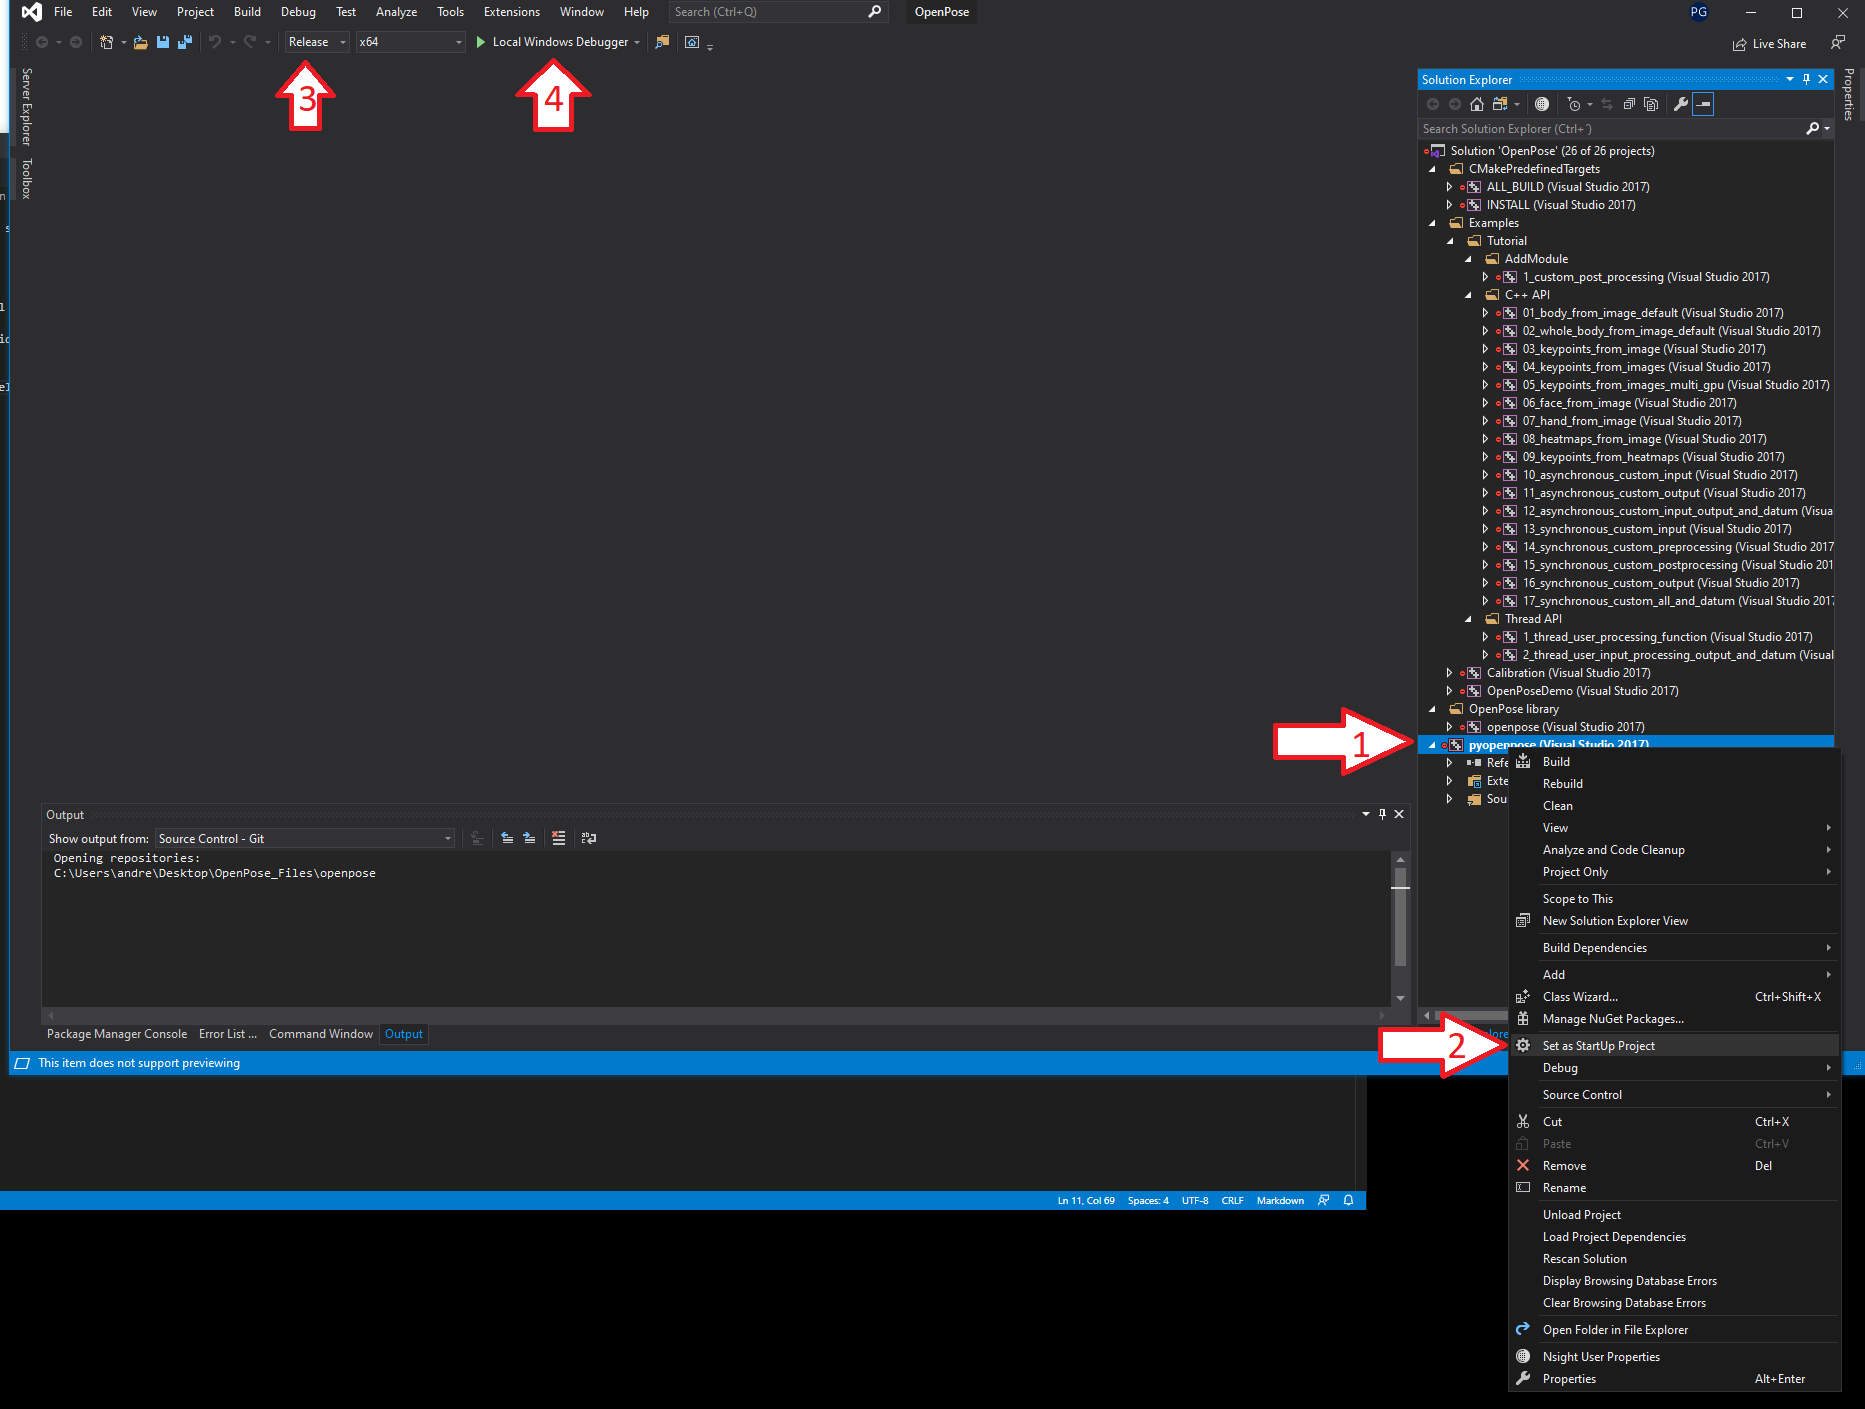 File Edit View Project Build Debug Test Analyze Tools Extensions Window Help Search (Ctrl+Q) OpenPose PG
Release x64 Local Windows Debugger Live Share
3 4
Server Explorer
Toolbox
Properties
Solution Explorer
Search Solution Explorer (Ctrl+´)
Solution 'OpenPose' (26 of 26 projects)
CMakePredefinedTargets
ALL_BUILD (Visual Studio 2017)
INSTALL (Visual Studio 2017)
Examples
Tutorial
AddModule
1_custom_post_processing (Visual Studio 2017)
C++ API
01_body_from_image_default (Visual Studio 2017)
02_whole_body_from_image_default (Visual Studio 2017)
03_keypoints_from_image (Visual Studio 2017)
04_keypoints_from_images (Visual Studio 2017)
05_keypoints_from_images_multi_gpu (Visual Studio 2017)
06_face_from_image (Visual Studio 2017)
07_hand_from_image (Visual Studio 2017)
08_heatmaps_from_image (Visual Studio 2017)
09_keypoints_from_heatmaps (Visual Studio 2017)
10_asynchronous_custom_input (Visual Studio 2017)
11_asynchronous_custom_output (Visual Studio 2017)
12_asynchronous_custom_input_output_and_datum (Visua
13_synchronous_custom_input (Visual Studio 2017)
14_synchronous_custom_preprocessing (Visual Studio 2017
15_synchronous_custom_postprocessing (Visual Studio 201
16_synchronous_custom_output (Visual Studio 2017)
17_synchronous_custom_all_and_datum (Visual Studio 2017
Thread API
1_thread_user_processing_function (Visual Studio 2017)
2_thread_user_input_processing_output_and_datum (Visual
Calibration (Visual Studio 2017)
OpenPoseDemo (Visual Studio 2017)
OpenPose library
openpose (Visual Studio 2017)
1
pyopenpose (Visual Studio 2017)
Refe
Exte
Sou
Build
Rebuild
Clean
View
Analyze and Code Cleanup
Project Only
Scope to This
New Solution Explorer View
Build Dependencies
Add
Class Wizard... Ctrl+Shift+X
Manage NuGet Packages...
2
Set as StartUp Project
Debug
Source Control
Cut Ctrl+X
Paste Ctrl+V
Remove Del
Rename
Unload Project
Load Project Dependencies
Rescan Solution
Display Browsing Database Errors
Clear Browsing Database Errors
Open Folder in File Explorer
Nsight User Properties
Properties Alt+Enter
Output
Show output from: Source Control - Git
Opening repositories:
C:\Users\andre\Desktop\OpenPose_Files\openpose
Package Manager Console Error List ... Command Window Output
This item does not support previewing
Ln 11, Col 69 Spaces: 4 UTF-8 CRLF Markdown